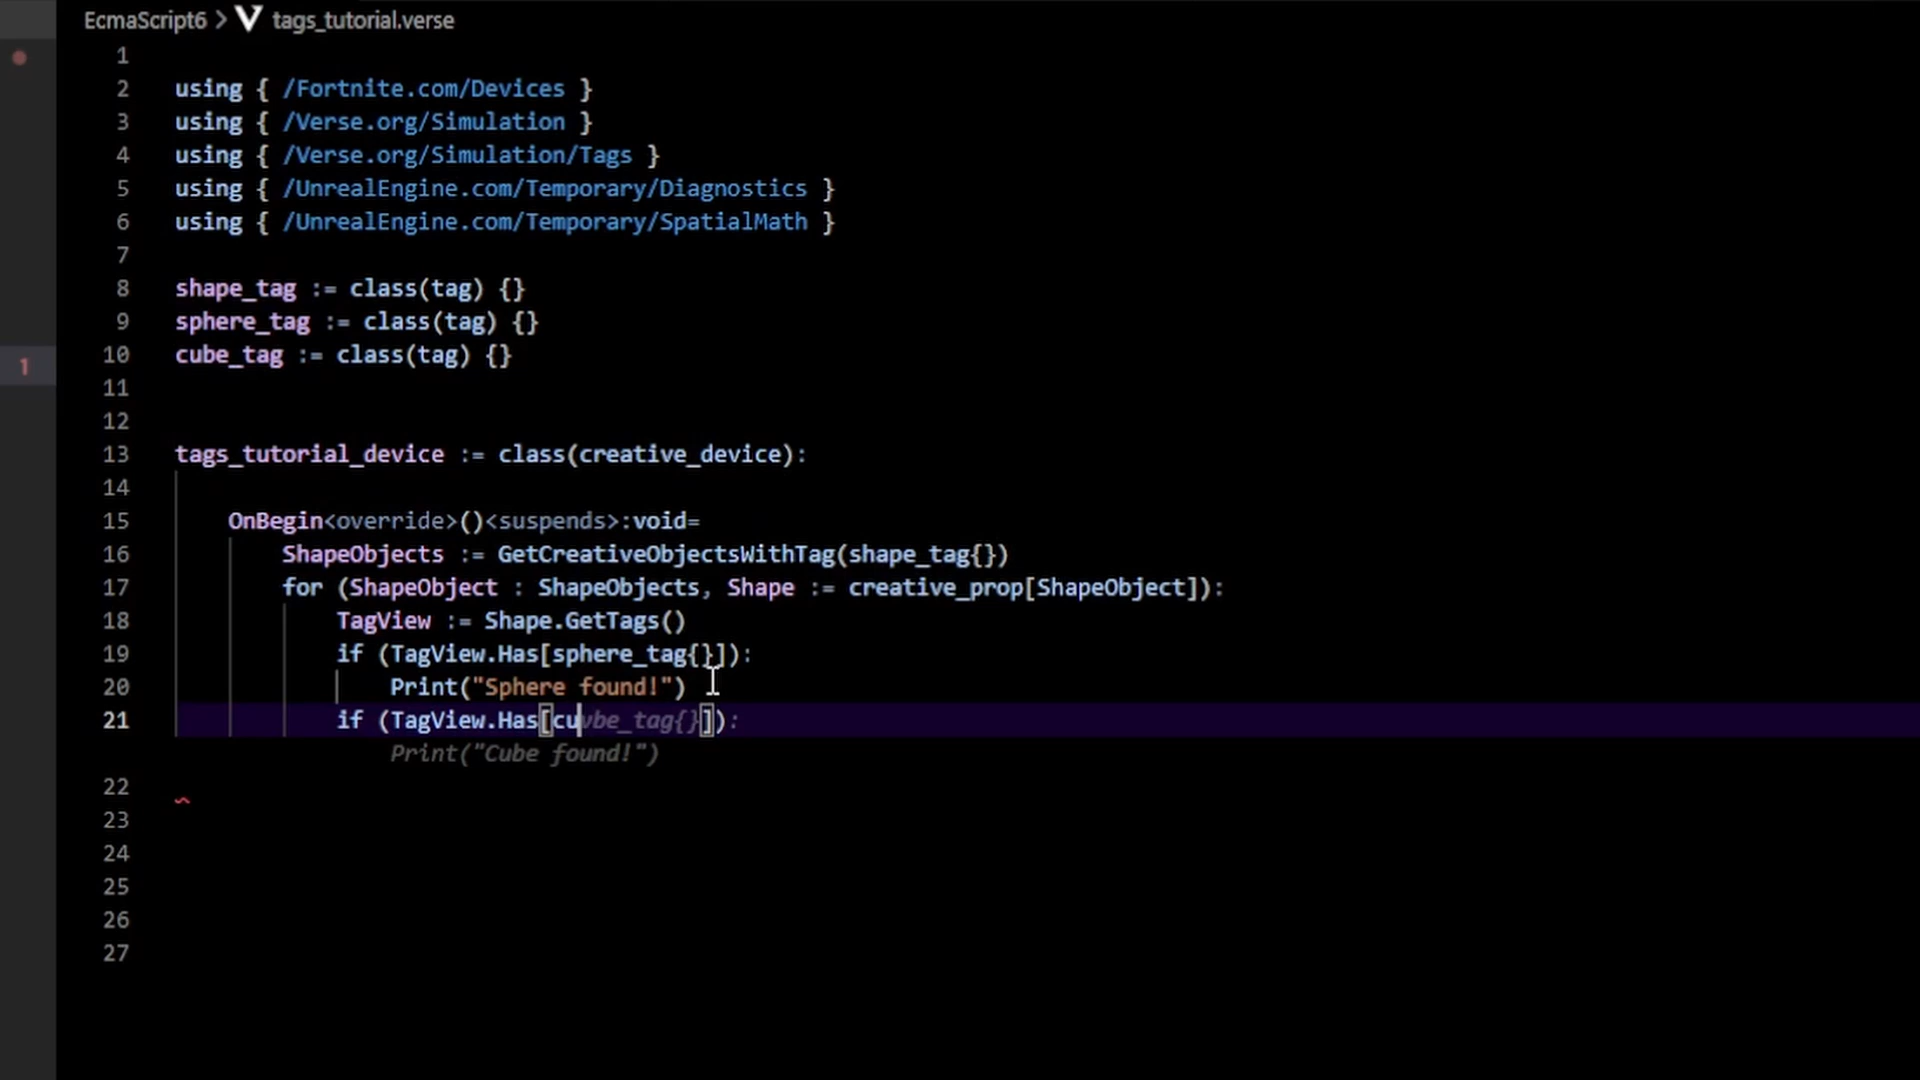 EcmaScript6 > tags_tutorial.verse
1
2 using { /Fortnite.com/Devices }
3 using { /Verse.org/Simulation }
4 using { /Verse.org/Simulation/Tags }
5 using { /UnrealEngine.com/Temporary/Diagnostics }
6 using { /UnrealEngine.com/Temporary/SpatialMath }
7
8 shape_tag := class(tag) {}
9 sphere_tag := class(tag) {}
1
10 cube_tag := class(tag) {}
11
12
13 tags_tutorial_device := class(creative_device):
14
15 OnBegin<override>()<suspends>:void=
16 ShapeObjects := GetCreativeObjectsWithTag(shape_tag{})
17 for (ShapeObject : ShapeObjects, Shape := creative_prop[ShapeObject]):
18 TagView := Shape.GetTags()
19 if (TagView.Has[sphere_tag{}]):
20 Print("Sphere found!")
21 if (TagView.Has[cube_tag{}]):
Print("Cube found!")
22
23
24
25
26
27